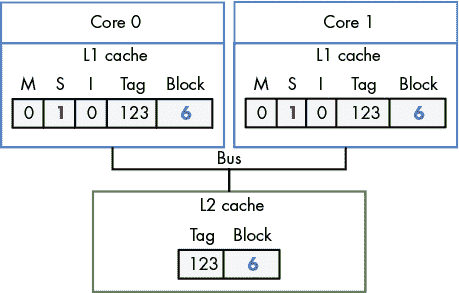 Core 0
Core 1
L1 cache
L1 cache
M S I Tag Block
M S I Tag Block
0 1 0 123 6
0 1 0 123 6
Bus
L2 cache
Tag Block
123 6